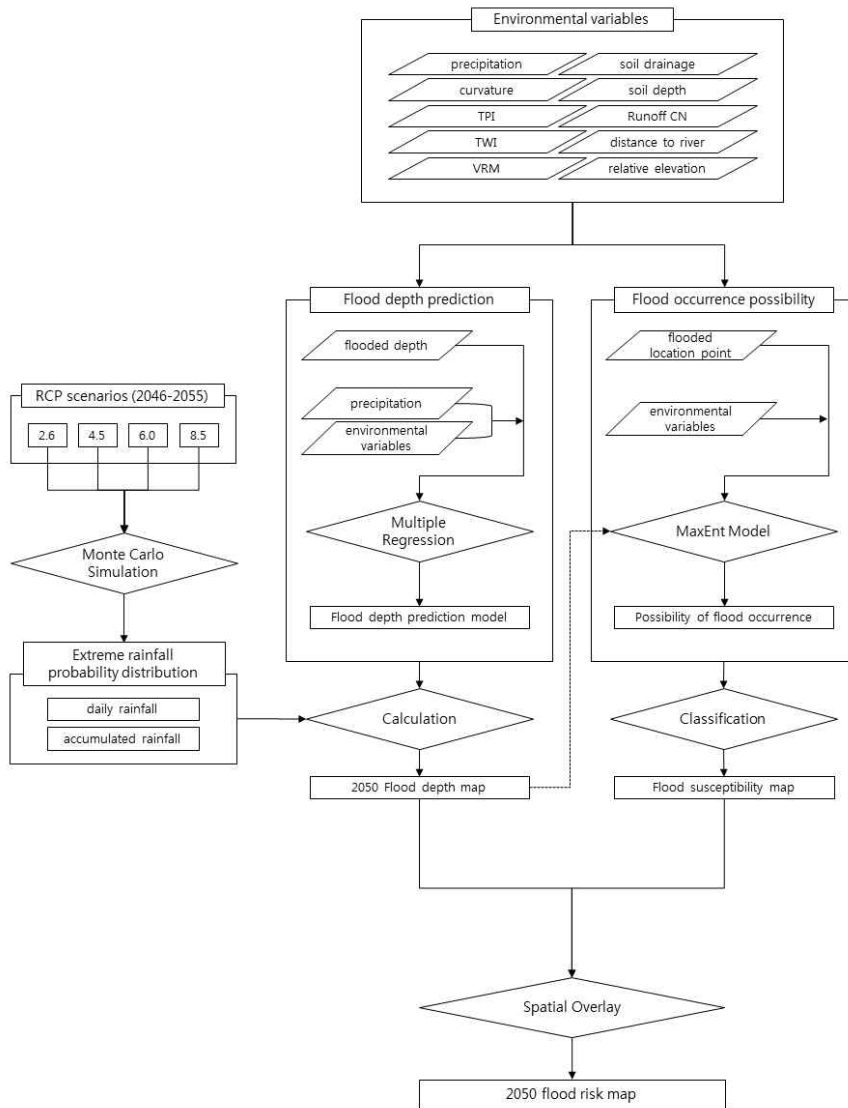 Environmental variables
precipitation
soil drainage
curvature
soil depth
TPI
Runoff CN
TWI
distance to river
VRM
relative elevation
Flood depth prediction
flooded depth
precipitation
environmental
variables
Multiple
Regression
Flood depth prediction model
Flood occurrence possibility
flooded
location point
environmental
variables
MaxEnt Model
Possibility of flood occurrence
RCP scenarios (2046-2055)
2.6
4.5
6.0
8.5
Monte Carlo
Simulation
Extreme rainfall
probability distribution
daily rainfall
accumulated rainfall
Calculation
2050 Flood depth map
Classification
Flood susceptibility map
Spatial Overlay
2050 flood risk map